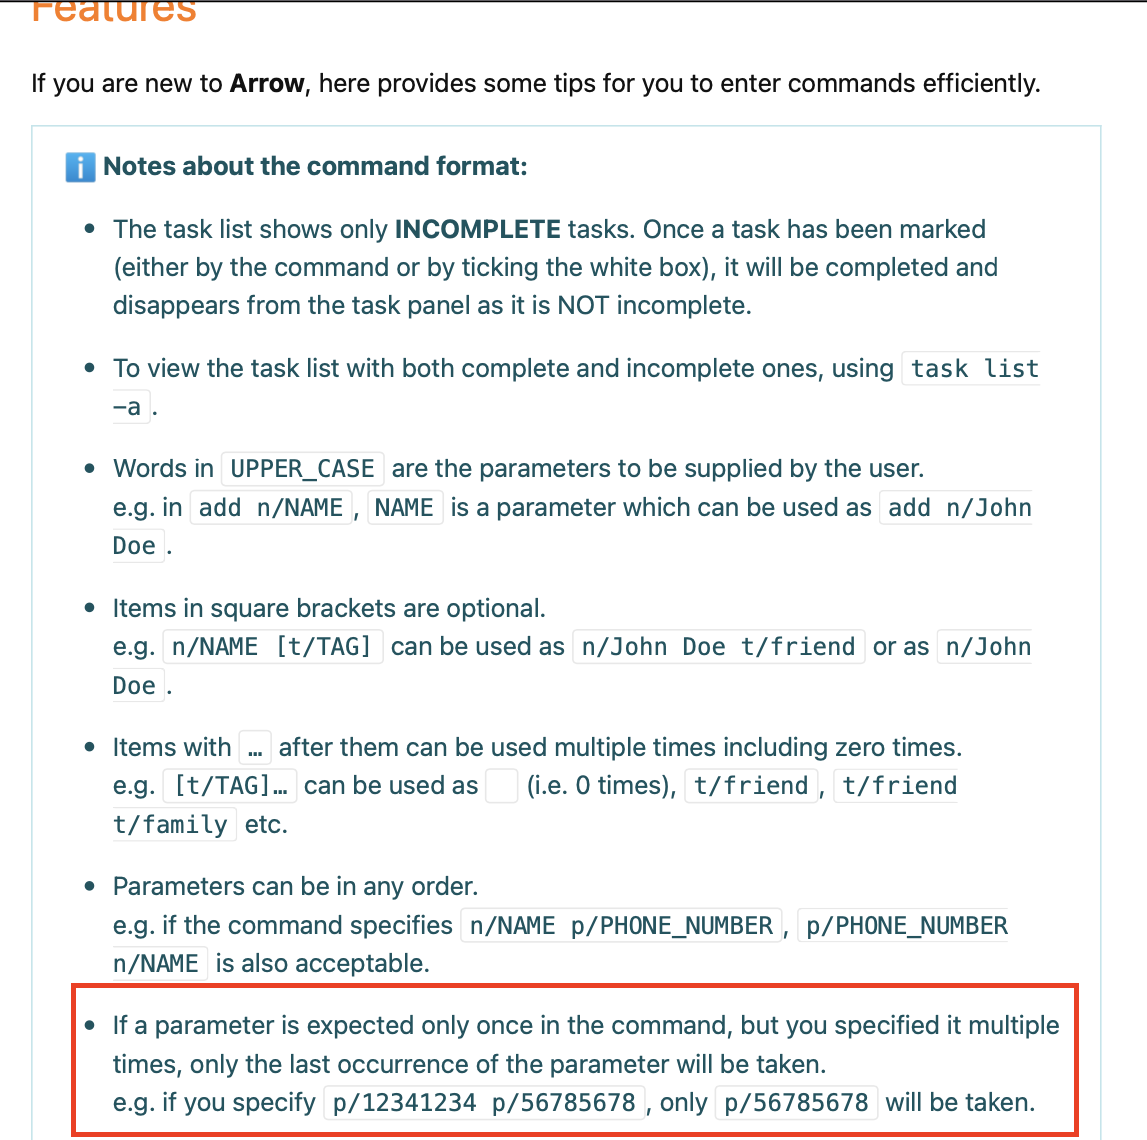 Features
If you are new to Arrow, here provides some tips for you to enter commands efficiently.
Notes about the command format:
• The task list shows only INCOMPLETE tasks. Once a task has been marked
(either by the command or by ticking the white box), it will be completed and
disappears from the task panel as it is NOT incomplete.
• To view the task list with both complete and incomplete ones, using task list
-a.
• Words in UPPER_CASE are the parameters to be supplied by the user.
e.g. in add n/NAME, NAME is a parameter which can be used as add n/John
Doe.
• Items in square brackets are optional.
e.g. n/NAME [t/TAG] can be used as n/John Doe t/friend or as n/John
Doe.
• Items with … after them can be used multiple times including zero times.
e.g. [t/TAG]… can be used as (i.e. 0 times), t/friend, t/friend
t/family etc.
• Parameters can be in any order.
e.g. if the command specifies n/NAME p/PHONE_NUMBER, p/PHONE_NUMBER
n/NAME is also acceptable.
• If a parameter is expected only once in the command, but you specified it multiple
times, only the last occurrence of the parameter will be taken.
e.g. if you specify p/12341234 p/56785678, only p/56785678 will be taken.